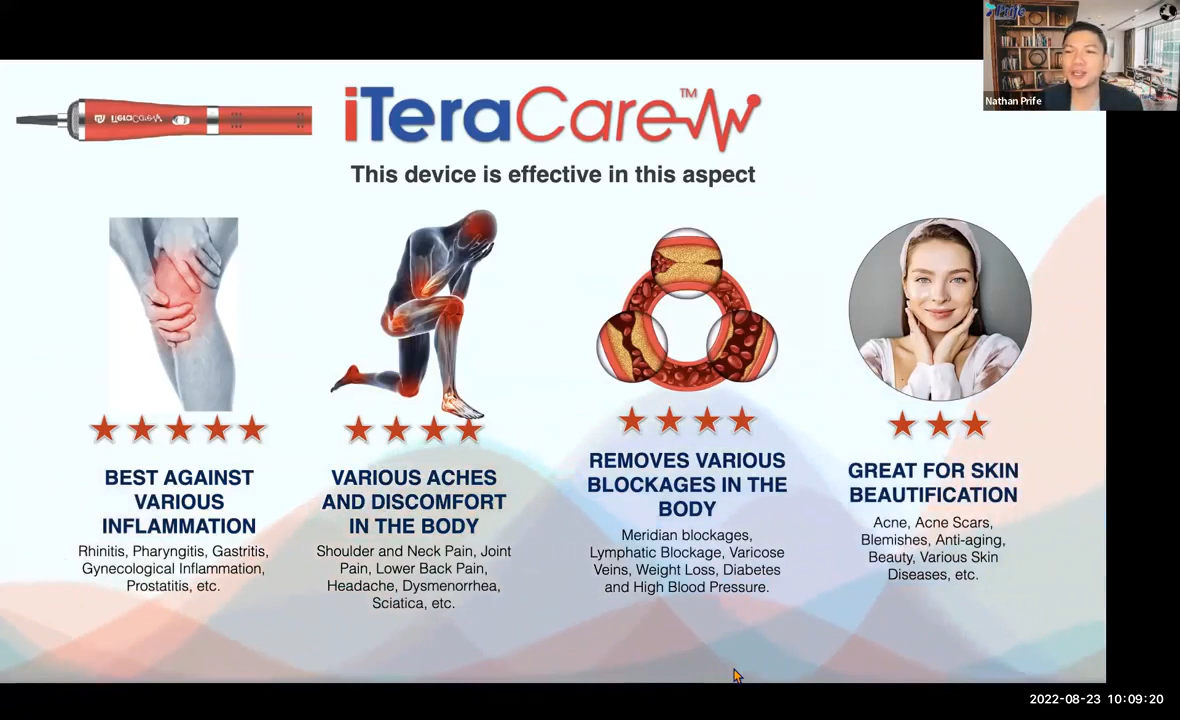 Prife
Nathan Prife
iTeraCare
iTeraCare™
This device is effective in this aspect
BEST AGAINST
VARIOUS
INFLAMMATION
Rhinitis, Pharyngitis, Gastritis,
Gynecological Inflammation,
Prostatitis, etc.
VARIOUS ACHES
AND DISCOMFORT
IN THE BODY
Shoulder and Neck Pain, Joint
Pain, Lower Back Pain,
Headache, Dysmenorrhea,
Sciatica, etc.
REMOVES VARIOUS
BLOCKAGES IN THE
BODY
Meridian blockages,
Lymphatic Blockage, Varicose
Veins, Weight Loss, Diabetes
and High Blood Pressure.
GREAT FOR SKIN
BEAUTIFICATION
Acne, Acne Scars,
Blemishes, Anti-aging,
Beauty, Various Skin
Diseases, etc.
2022-08-23 10:09:20